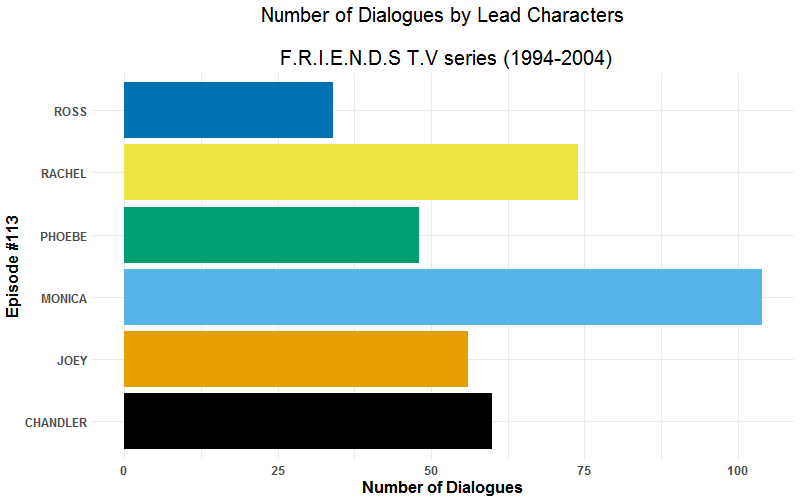 Number of Dialogues by Lead Characters
F.R.I.E.N.D.S T.V series (1994-2004)
Episode #113
ROSS
RACHEL
PHOEBE
MONICA
JOEY
CHANDLER
0 25 50 75 100
Number of Dialogues